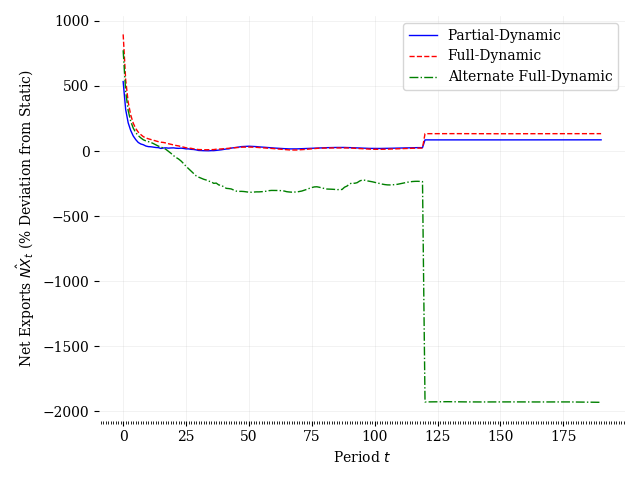 1000
500
0
−500
−1000
−1500
−2000
Net Exports N̂X_t (% Deviation from Static)
Partial-Dynamic
Full-Dynamic
Alternate Full-Dynamic
0 25 50 75 100 125 150 175
Period t